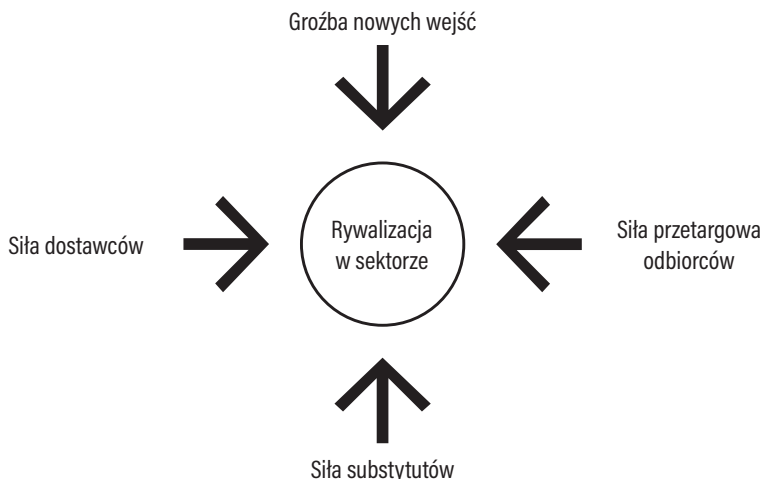 Groźba nowych wejść
Siła dostawców
Rywalizacja
w sektorze
Siła przetargowa
odbiorców
Siła substytutów